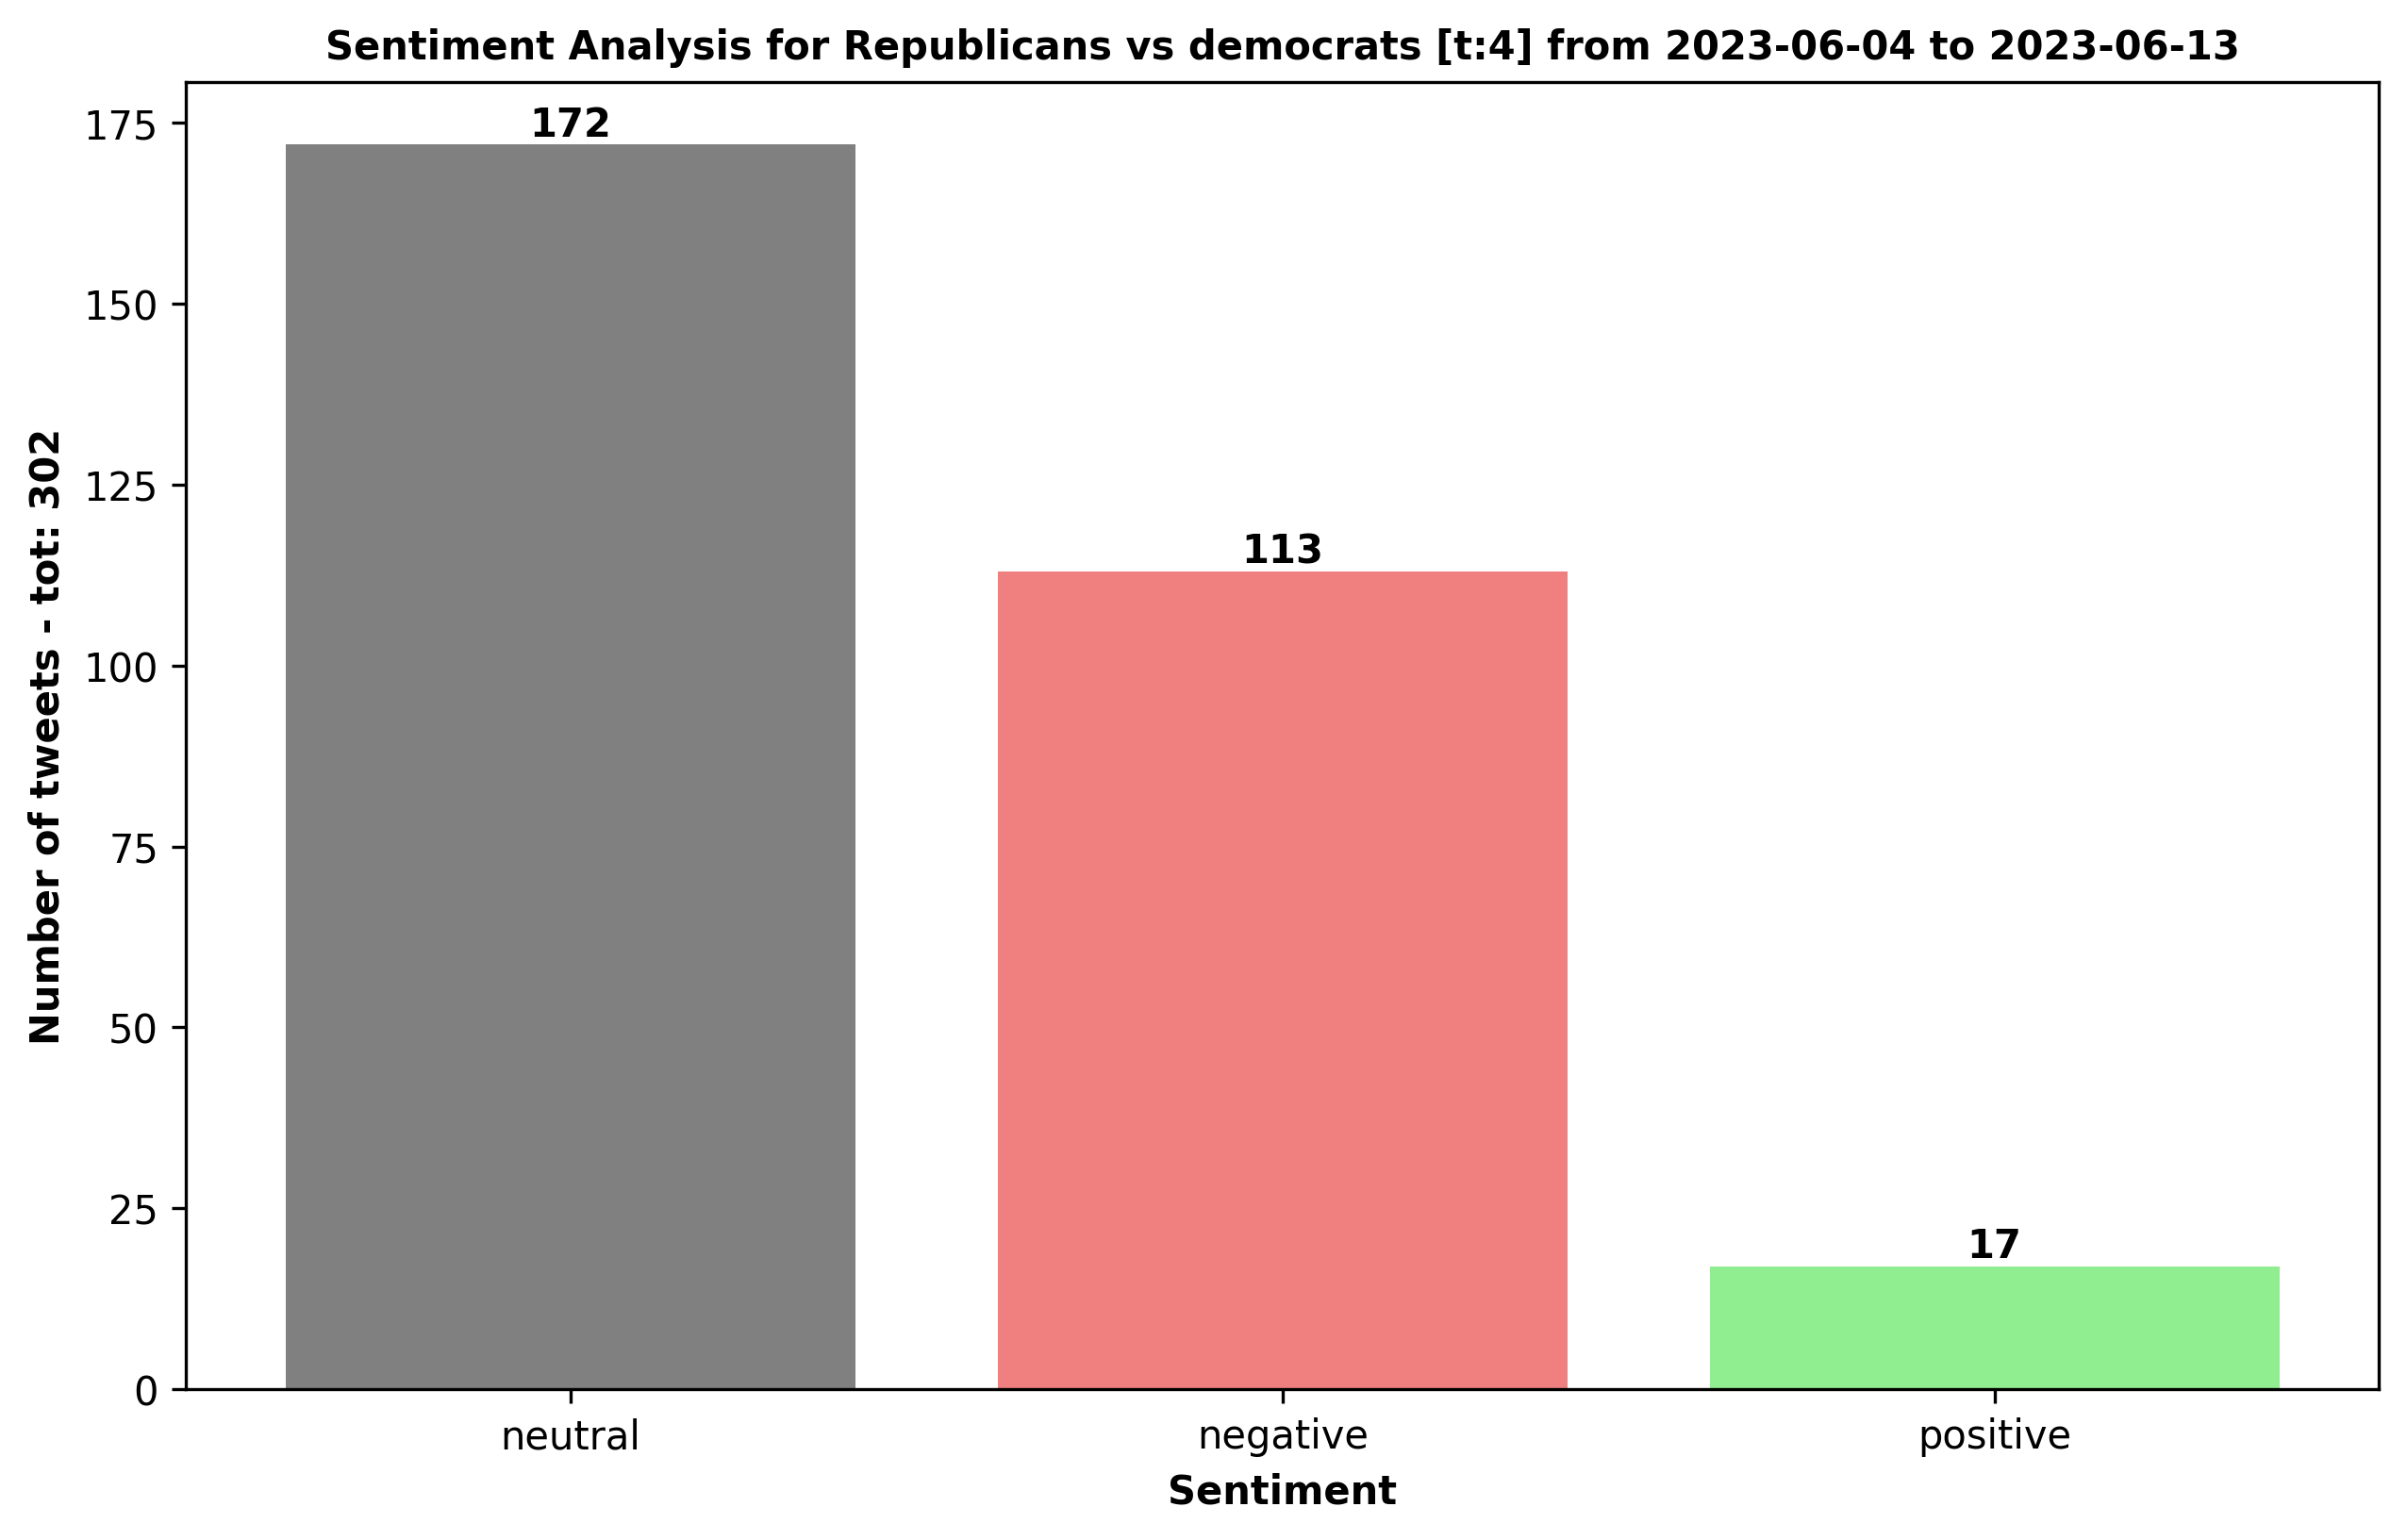 Sentiment Analysis for Republicans vs democrats [t:4] from 2023-06-04 to 2023-06-13
Number of tweets - tot: 302
175
150
125
100
75
50
25
0
172
113
17
neutral
negative
positive
Sentiment